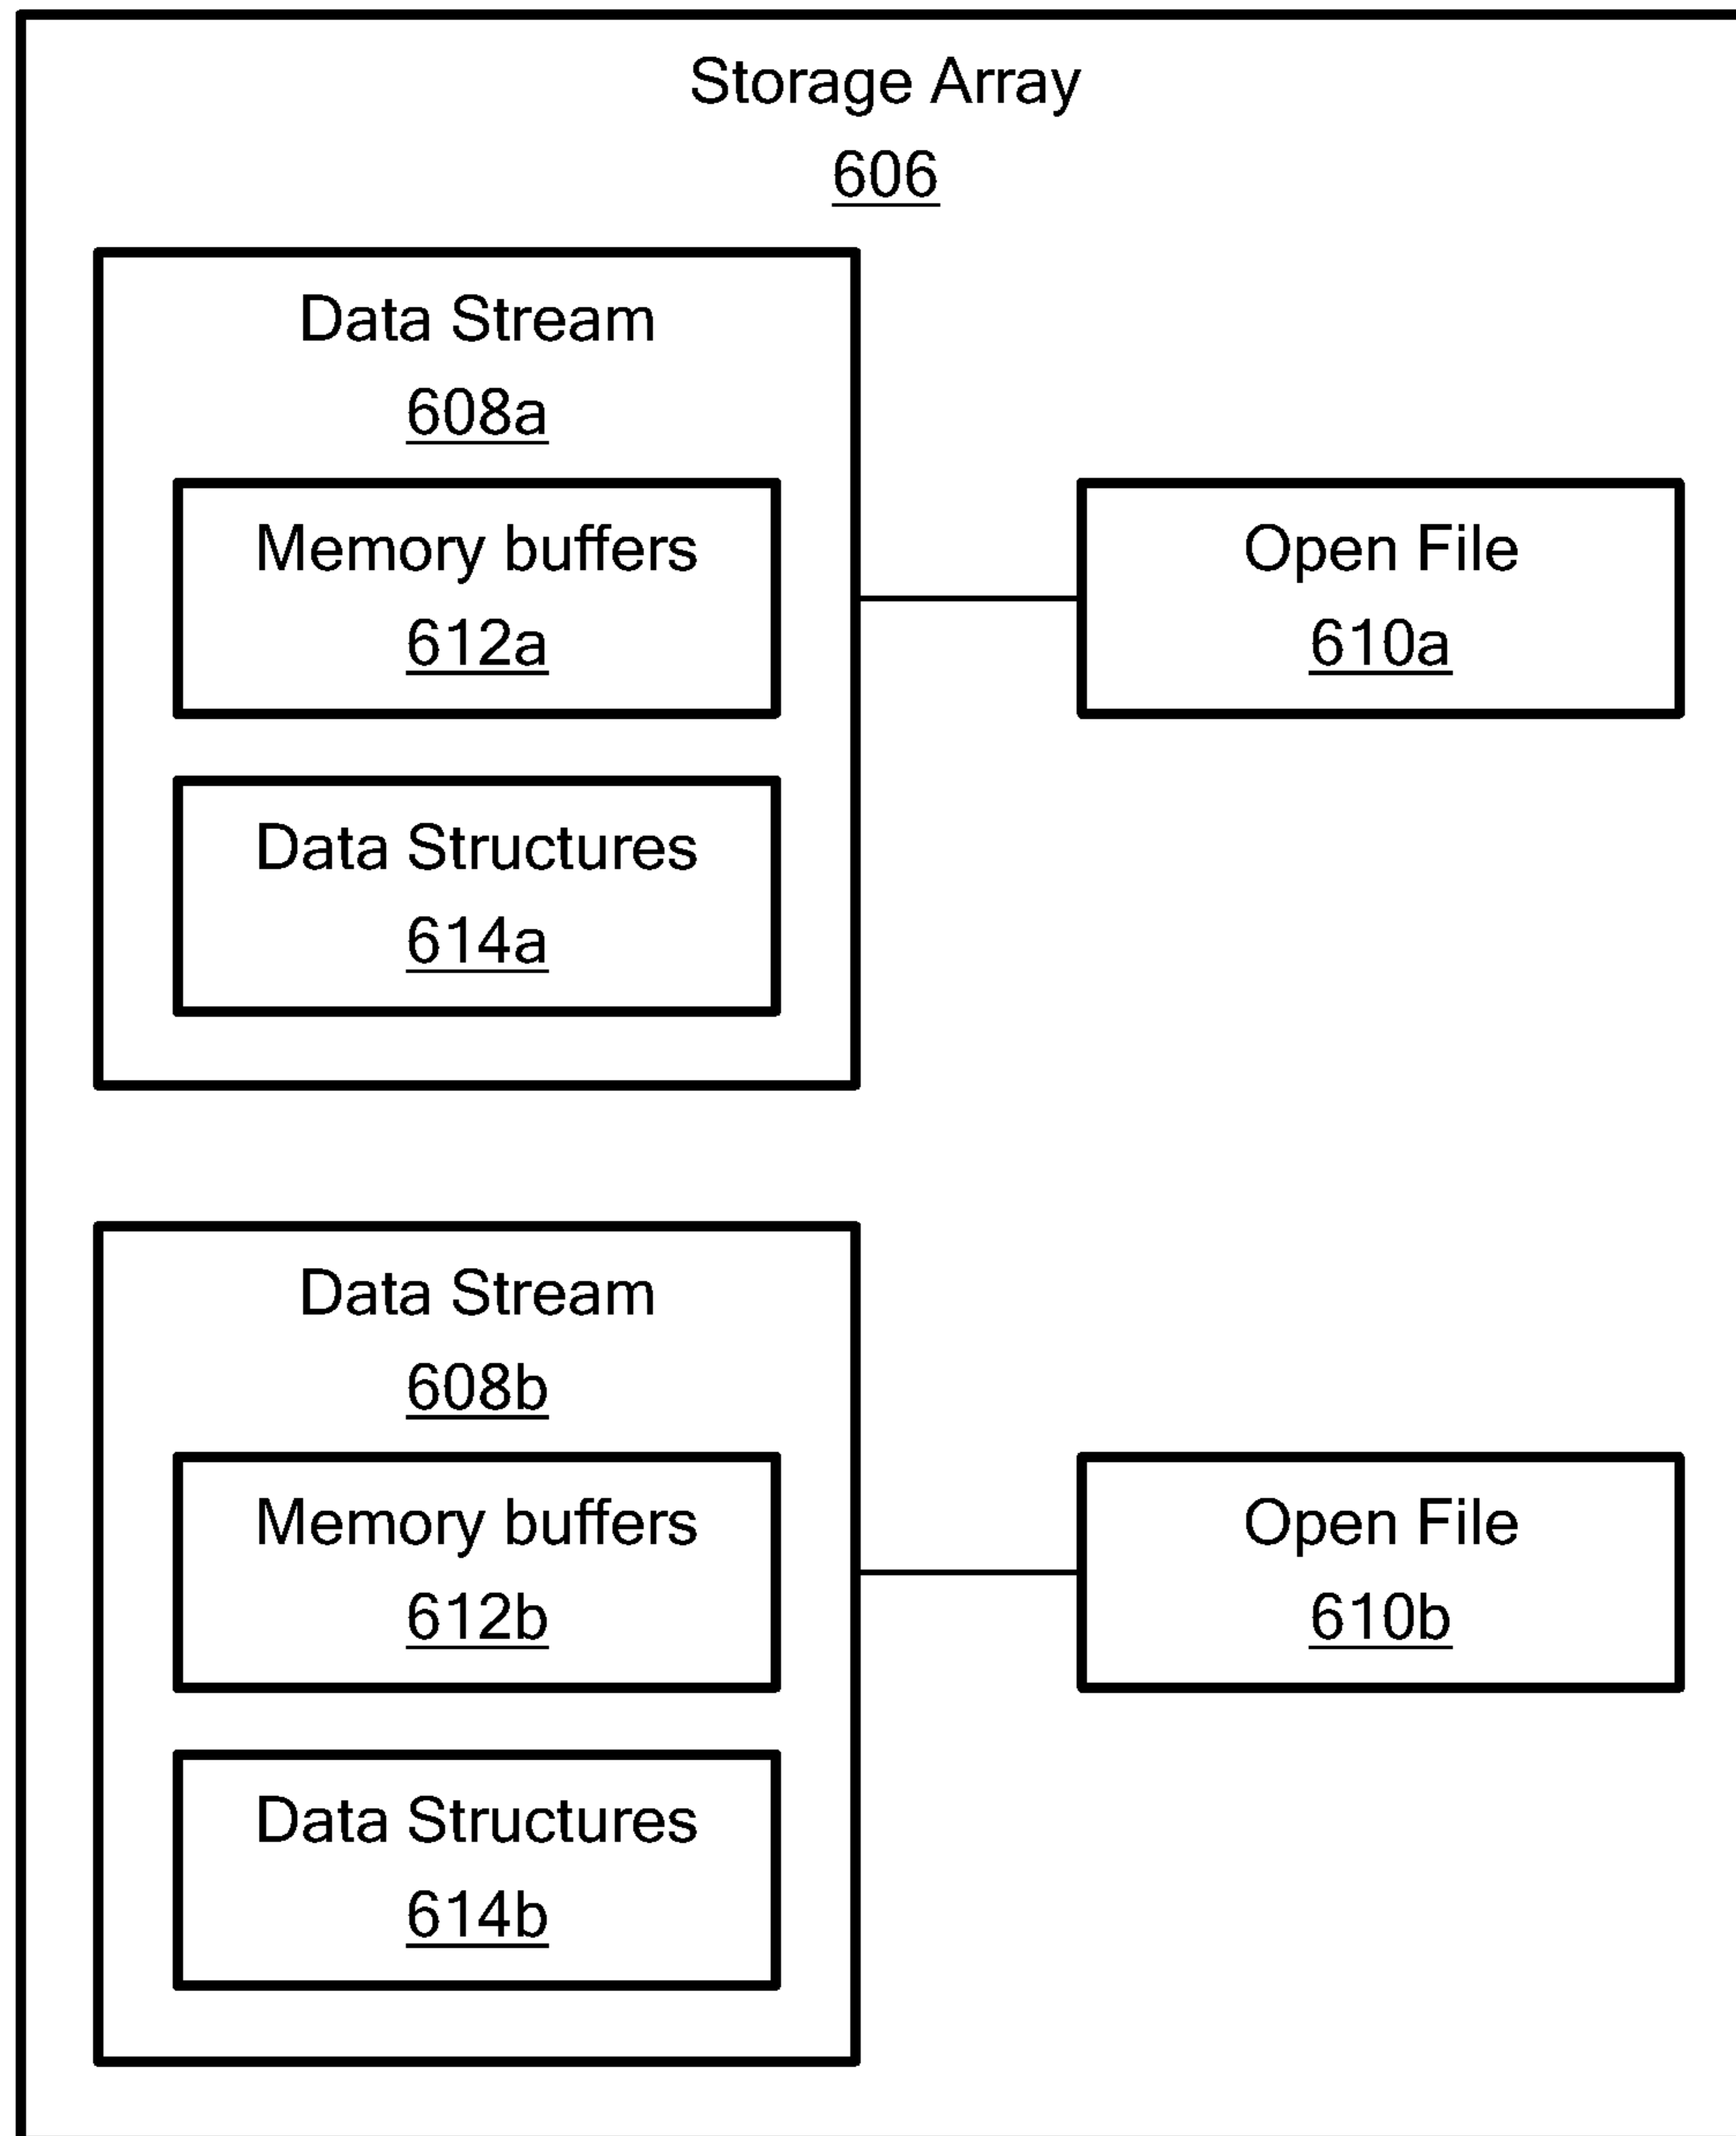 Storage Array
606
Data Stream
608a
Memory buffers
612a
Data Structures
614a
Open File
610a
Data Stream
608b
Memory buffers
612b
Data Structures
614b
Open File
610b